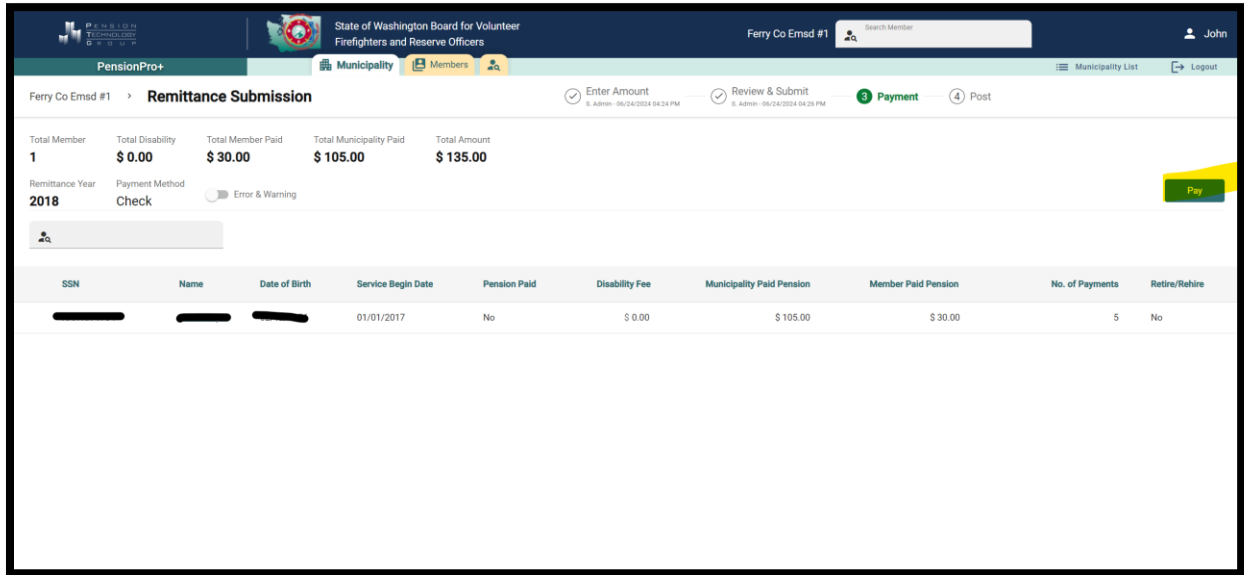 PENSION
TECHNOLOGY
GROUP
State of Washington Board for Volunteer
Firefighters and Reserve Officers
Ferry Co Emsd #1
Search Member
John
PensionPro+
Municipality
Members
Municipality List
Logout
Ferry Co Emsd #1 > Remittance Submission
Enter Amount
S. Admin - 06/24/2024 04:24 PM
Review & Submit
S. Admin - 06/24/2024 04:26 PM
3 Payment
4 Post
Total Member Total Disability Total Member Paid Total Municipality Paid Total Amount
1 $ 0.00 $ 30.00 $ 105.00 $ 135.00
Remittance Year Payment Method
2018 Check
Error & Warning
Pay
SSN Name Date of Birth Service Begin Date Pension Paid Disability Fee Municipality Paid Pension Member Paid Pension No. of Payments Retire/Rehire
01/01/2017 No $ 0.00 $ 105.00 $ 30.00 5 No